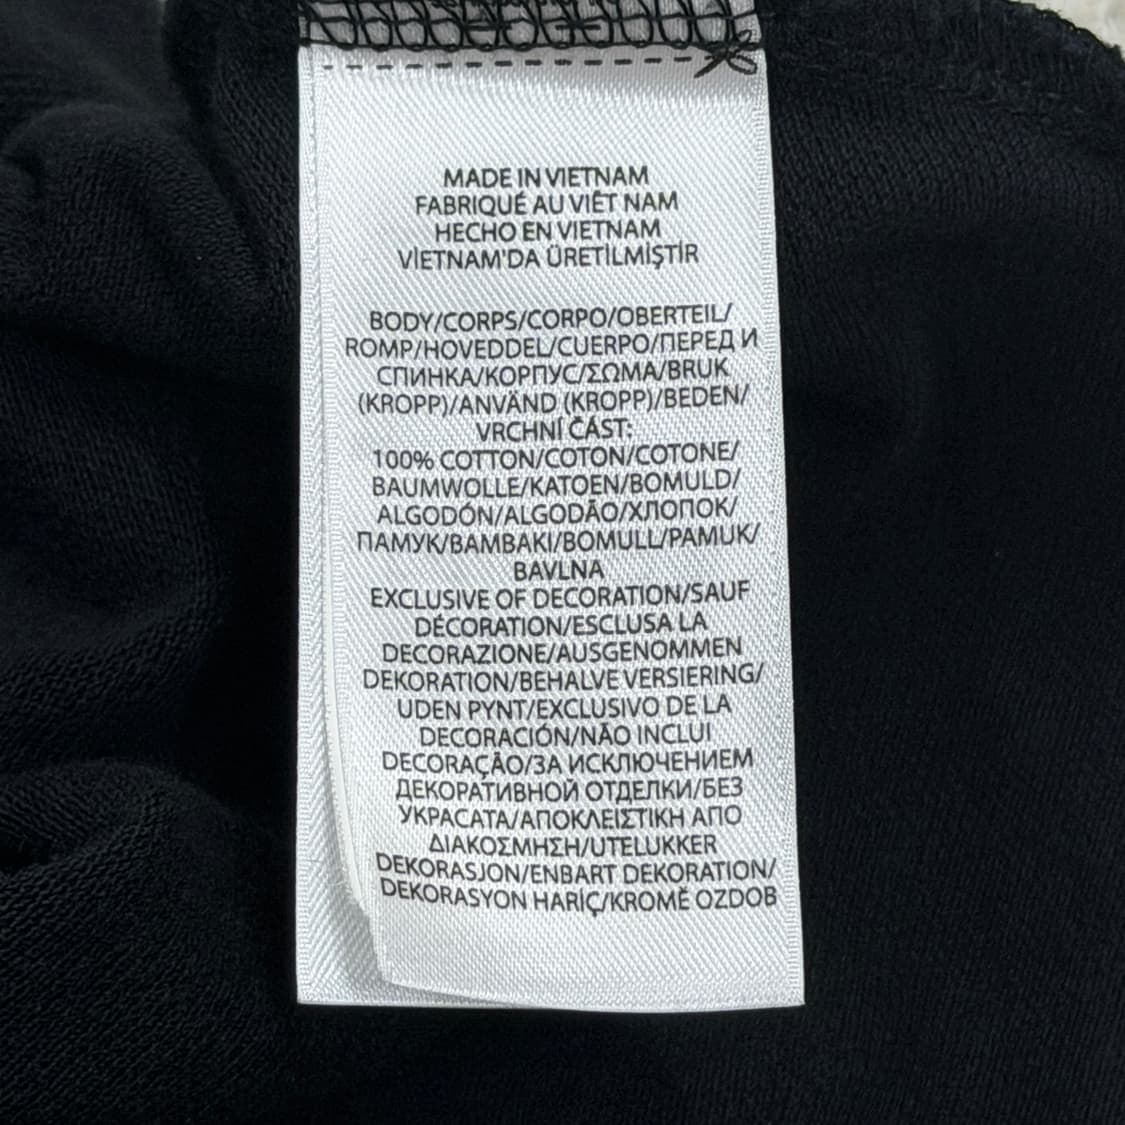 MADE IN VIETNAM
FABRIQUÉ AU VIÊT NAM
HECHO EN VIETNAM
VİETNAM'DA ÜRETİLMİŞTİR
BODY/CORPS/CORPO/OBERTEIL/
ROMP/HOVEDDEL/CUERPO/ПЕРЕД И
СПИНКА/КОРПУС/ΣΩΜΑ/BRUK
(KROPP)/ANVÄND (KROPP)/BEDEN/
VRCHNÍ ČÁST:
100% COTTON/COTON/COTONE/
BAUMWOLLE/KATOEN/BOMULD/
ALGODÓN/ALGODÃO/ХЛОПОК/
ПАМУК/ΒΑΜΒΑΚΙ/BOMULL/PAMUK/
BAVLNA
EXCLUSIVE OF DECORATION/SAUF
DÉCORATION/ESCLUSA LA
DECORAZIONE/AUSGENOMMEN
DEKORATION/BEHALVE VERSIERING/
UDEN PYNT/EXCLUSIVO DE LA
DECORACIÓN/NÃO INCLUI
DECORAÇÃO/ЗА ИСКЛЮЧЕНИЕМ
ДЕКОРАТИВНОЙ ОТДЕЛКИ/БЕЗ
УКРАСАТА/ΑΠΟΚΛΕΙΣΤΙΚΗ ΑΠΟ
ΔΙΑΚΟΣΜΗΣΗ/UTELUKKER
DEKORASJON/ENBART DEKORATION/
DEKORASYON HARİÇ/KROMĚ OZDOB